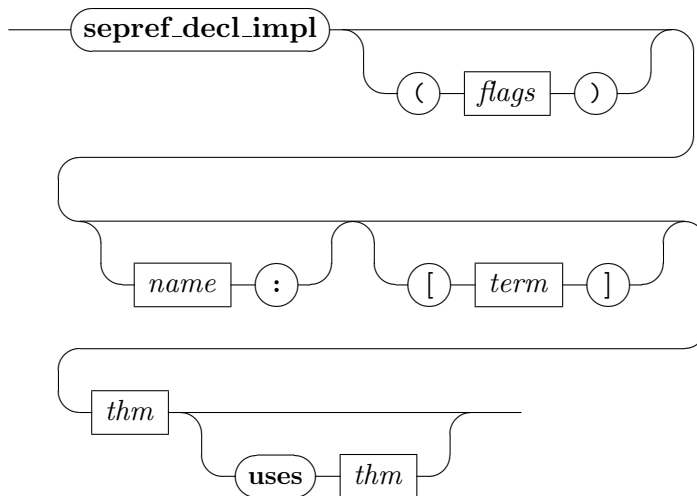 sepref_decl_impl
( flags )
name : [ term ]
thm
uses thm